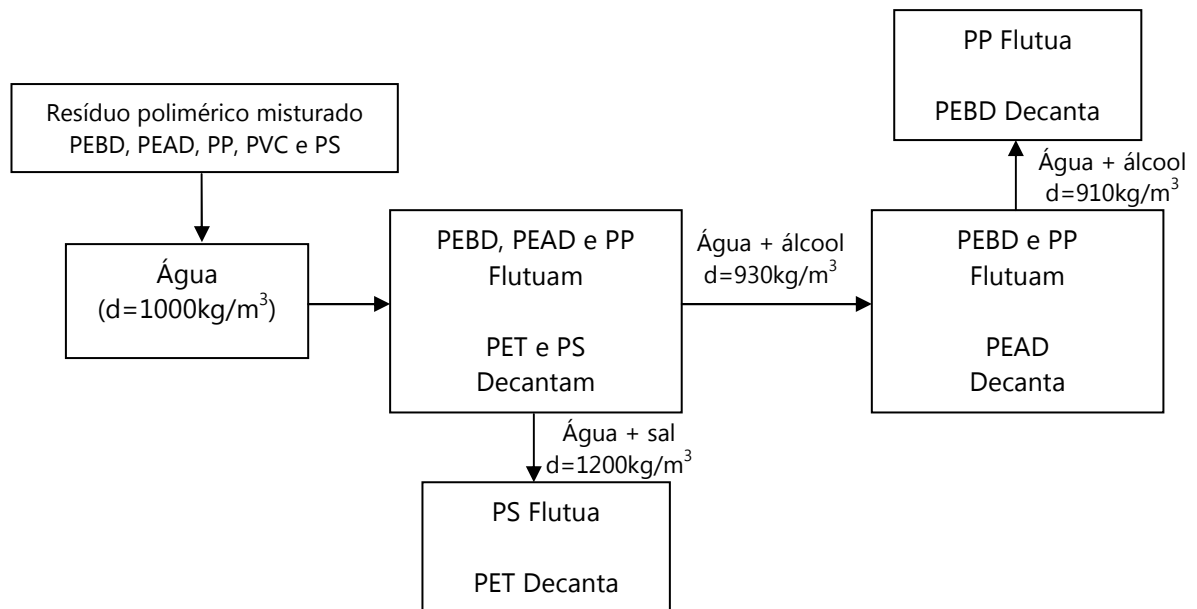 Resíduo polimérico misturado
PEBD, PEAD, PP, PVC e PS
Água
(d=1000kg/m³)
PEBD, PEAD e PP
Flutuam
PET e PS
Decantam
Água + sal
d=1200kg/m³
PS Flutua
PET Decanta
Água + álcool
d=930kg/m³
PEBD e PP
Flutuam
PEAD
Decanta
Água + álcool
d=910kg/m³
PP Flutua
PEBD Decanta